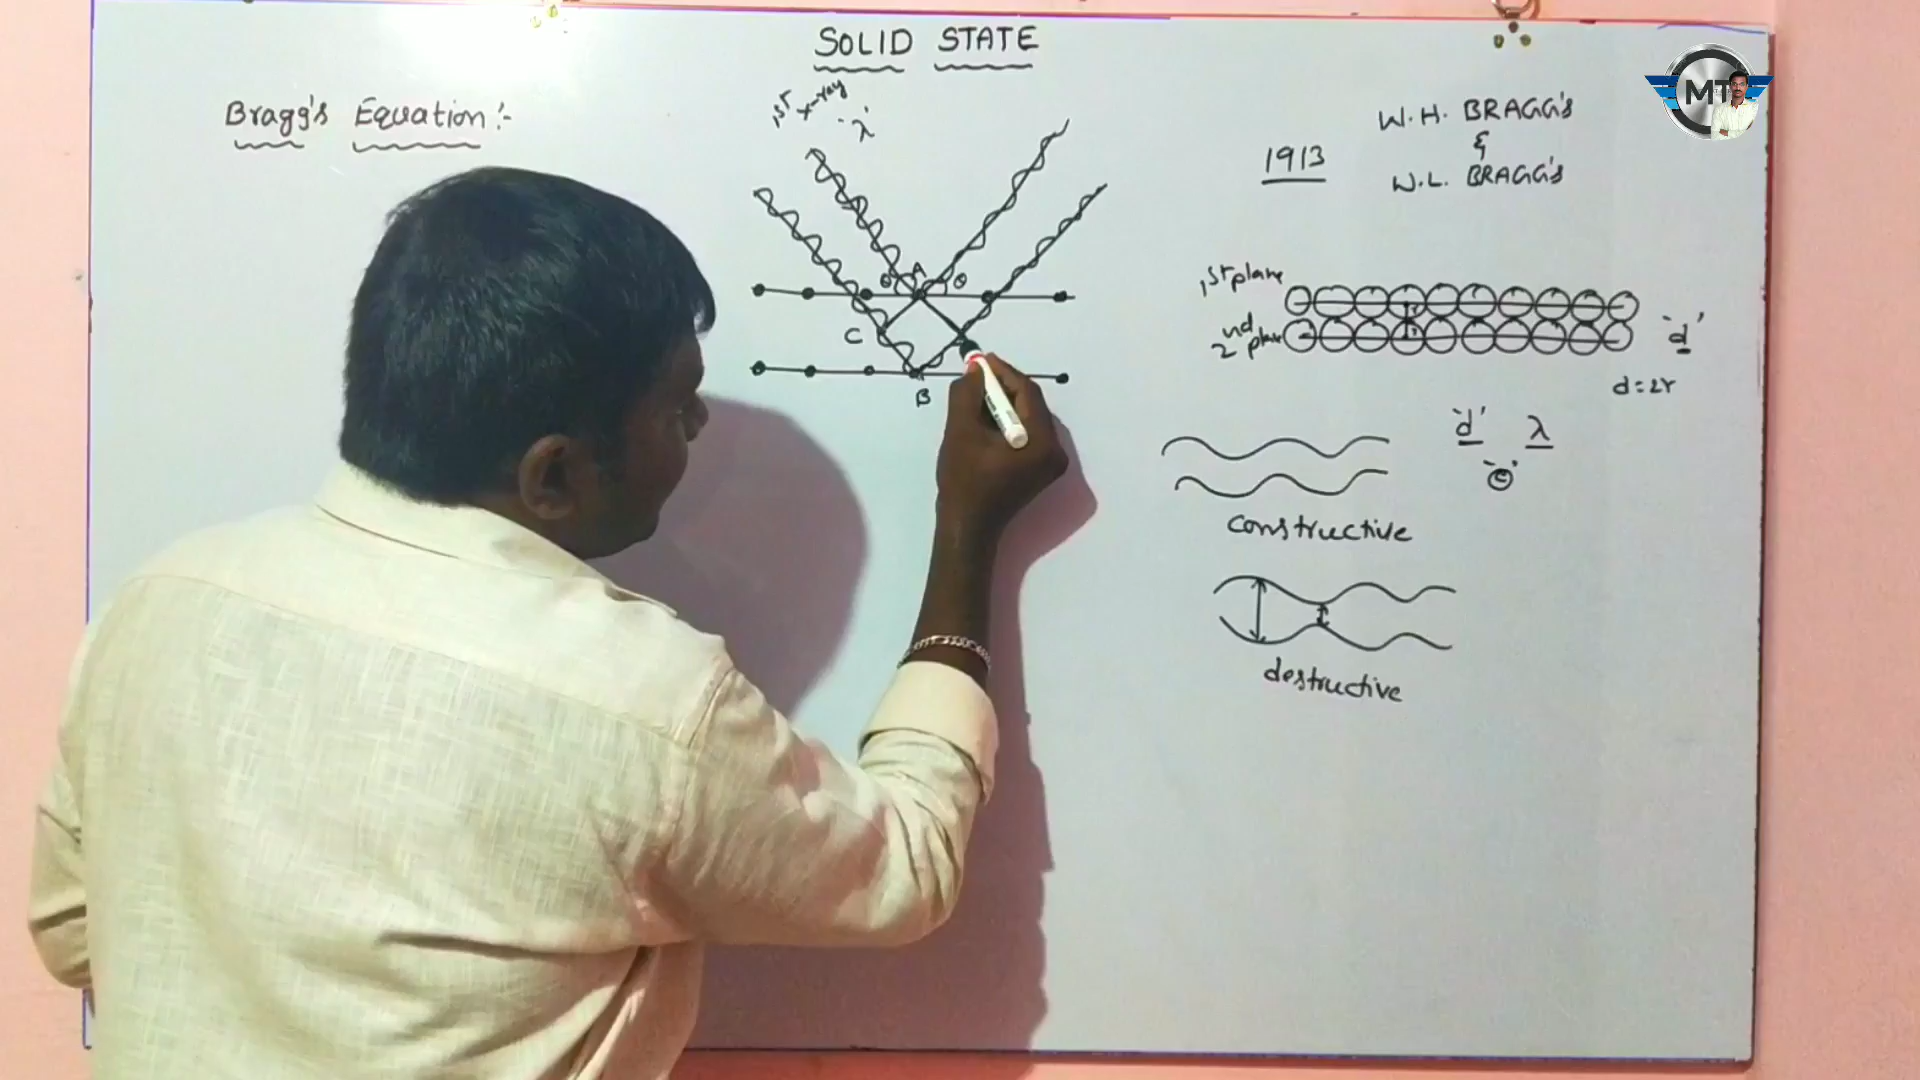 SOLID STATE
Bragg's Equation:-
1st x-ray
'λ'
1913
W.H. BRAGG's
&
W.L. BRAGG's
MT
θ A θ
C
B
1st plane
2nd plane
'd'
d=2r
'd' λ
'θ'
constructive
destructive